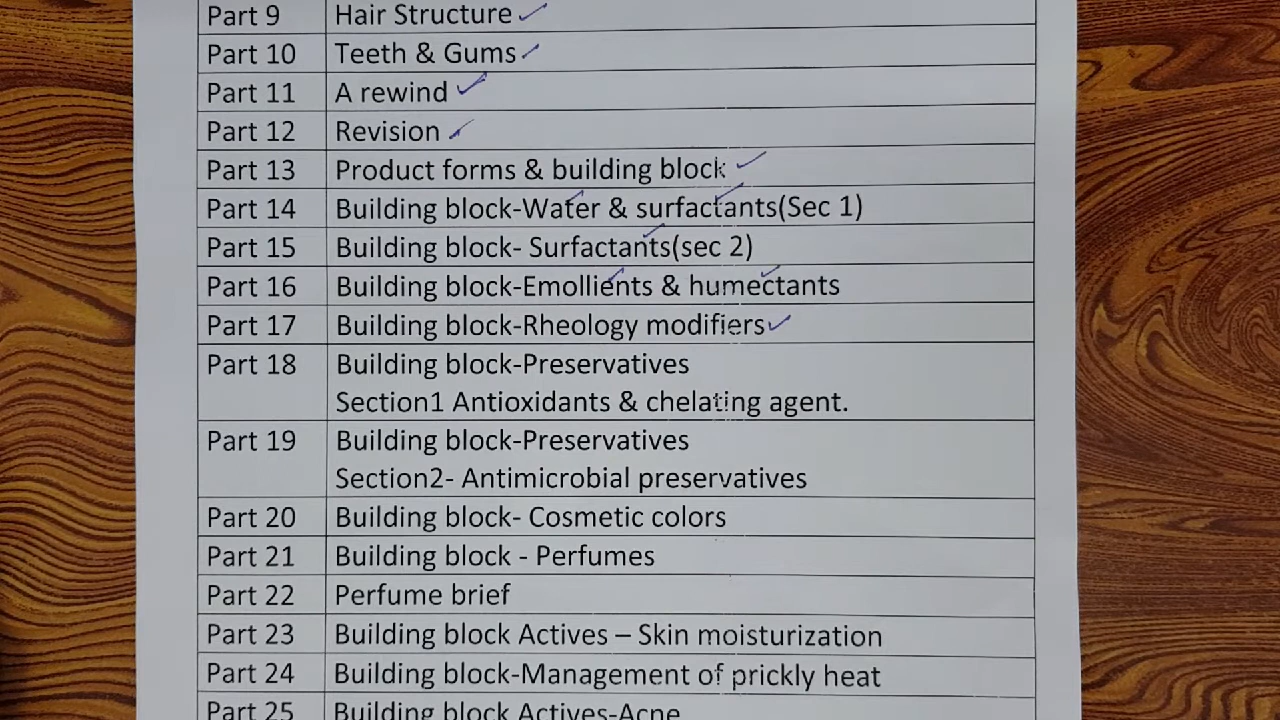 Part 9 Hair Structure
Part 10 Teeth & Gums
Part 11 A rewind
Part 12 Revision
Part 13 Product forms & building block
Part 14 Building block-Water & surfactants(Sec 1)
Part 15 Building block- Surfactants(sec 2)
Part 16 Building block-Emollients & humectants
Part 17 Building block-Rheology modifiers
Part 18 Building block-Preservatives
Section1 Antioxidants & chelating agent.
Part 19 Building block-Preservatives
Section2- Antimicrobial preservatives
Part 20 Building block- Cosmetic colors
Part 21 Building block - Perfumes
Part 22 Perfume brief
Part 23 Building block Actives – Skin moisturization
Part 24 Building block-Management of prickly heat
Part 25 Building block Actives-Acne